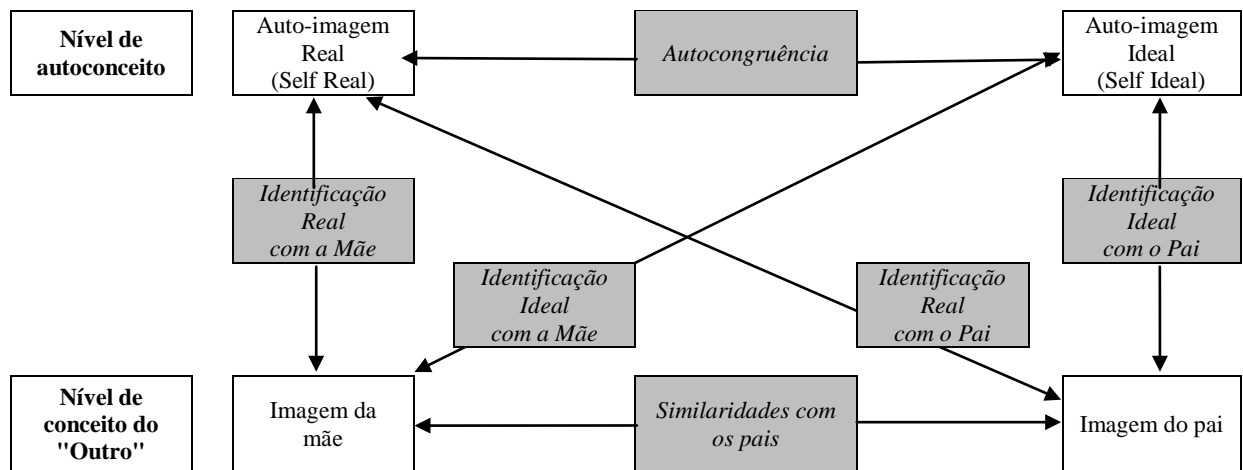 Nível de
autoconceito
Auto-imagem
Real
(Self Real)
Autocongruência
Auto-imagem
Ideal
(Self Ideal)
Identificação
Real
com a Mãe
Identificação
Ideal
com o Pai
Identificação
Ideal
com a Mãe
Identificação
Real
com o Pai
Nível de
conceito do
"Outro"
Imagem da
mãe
Similaridades com
os pais
Imagem do pai